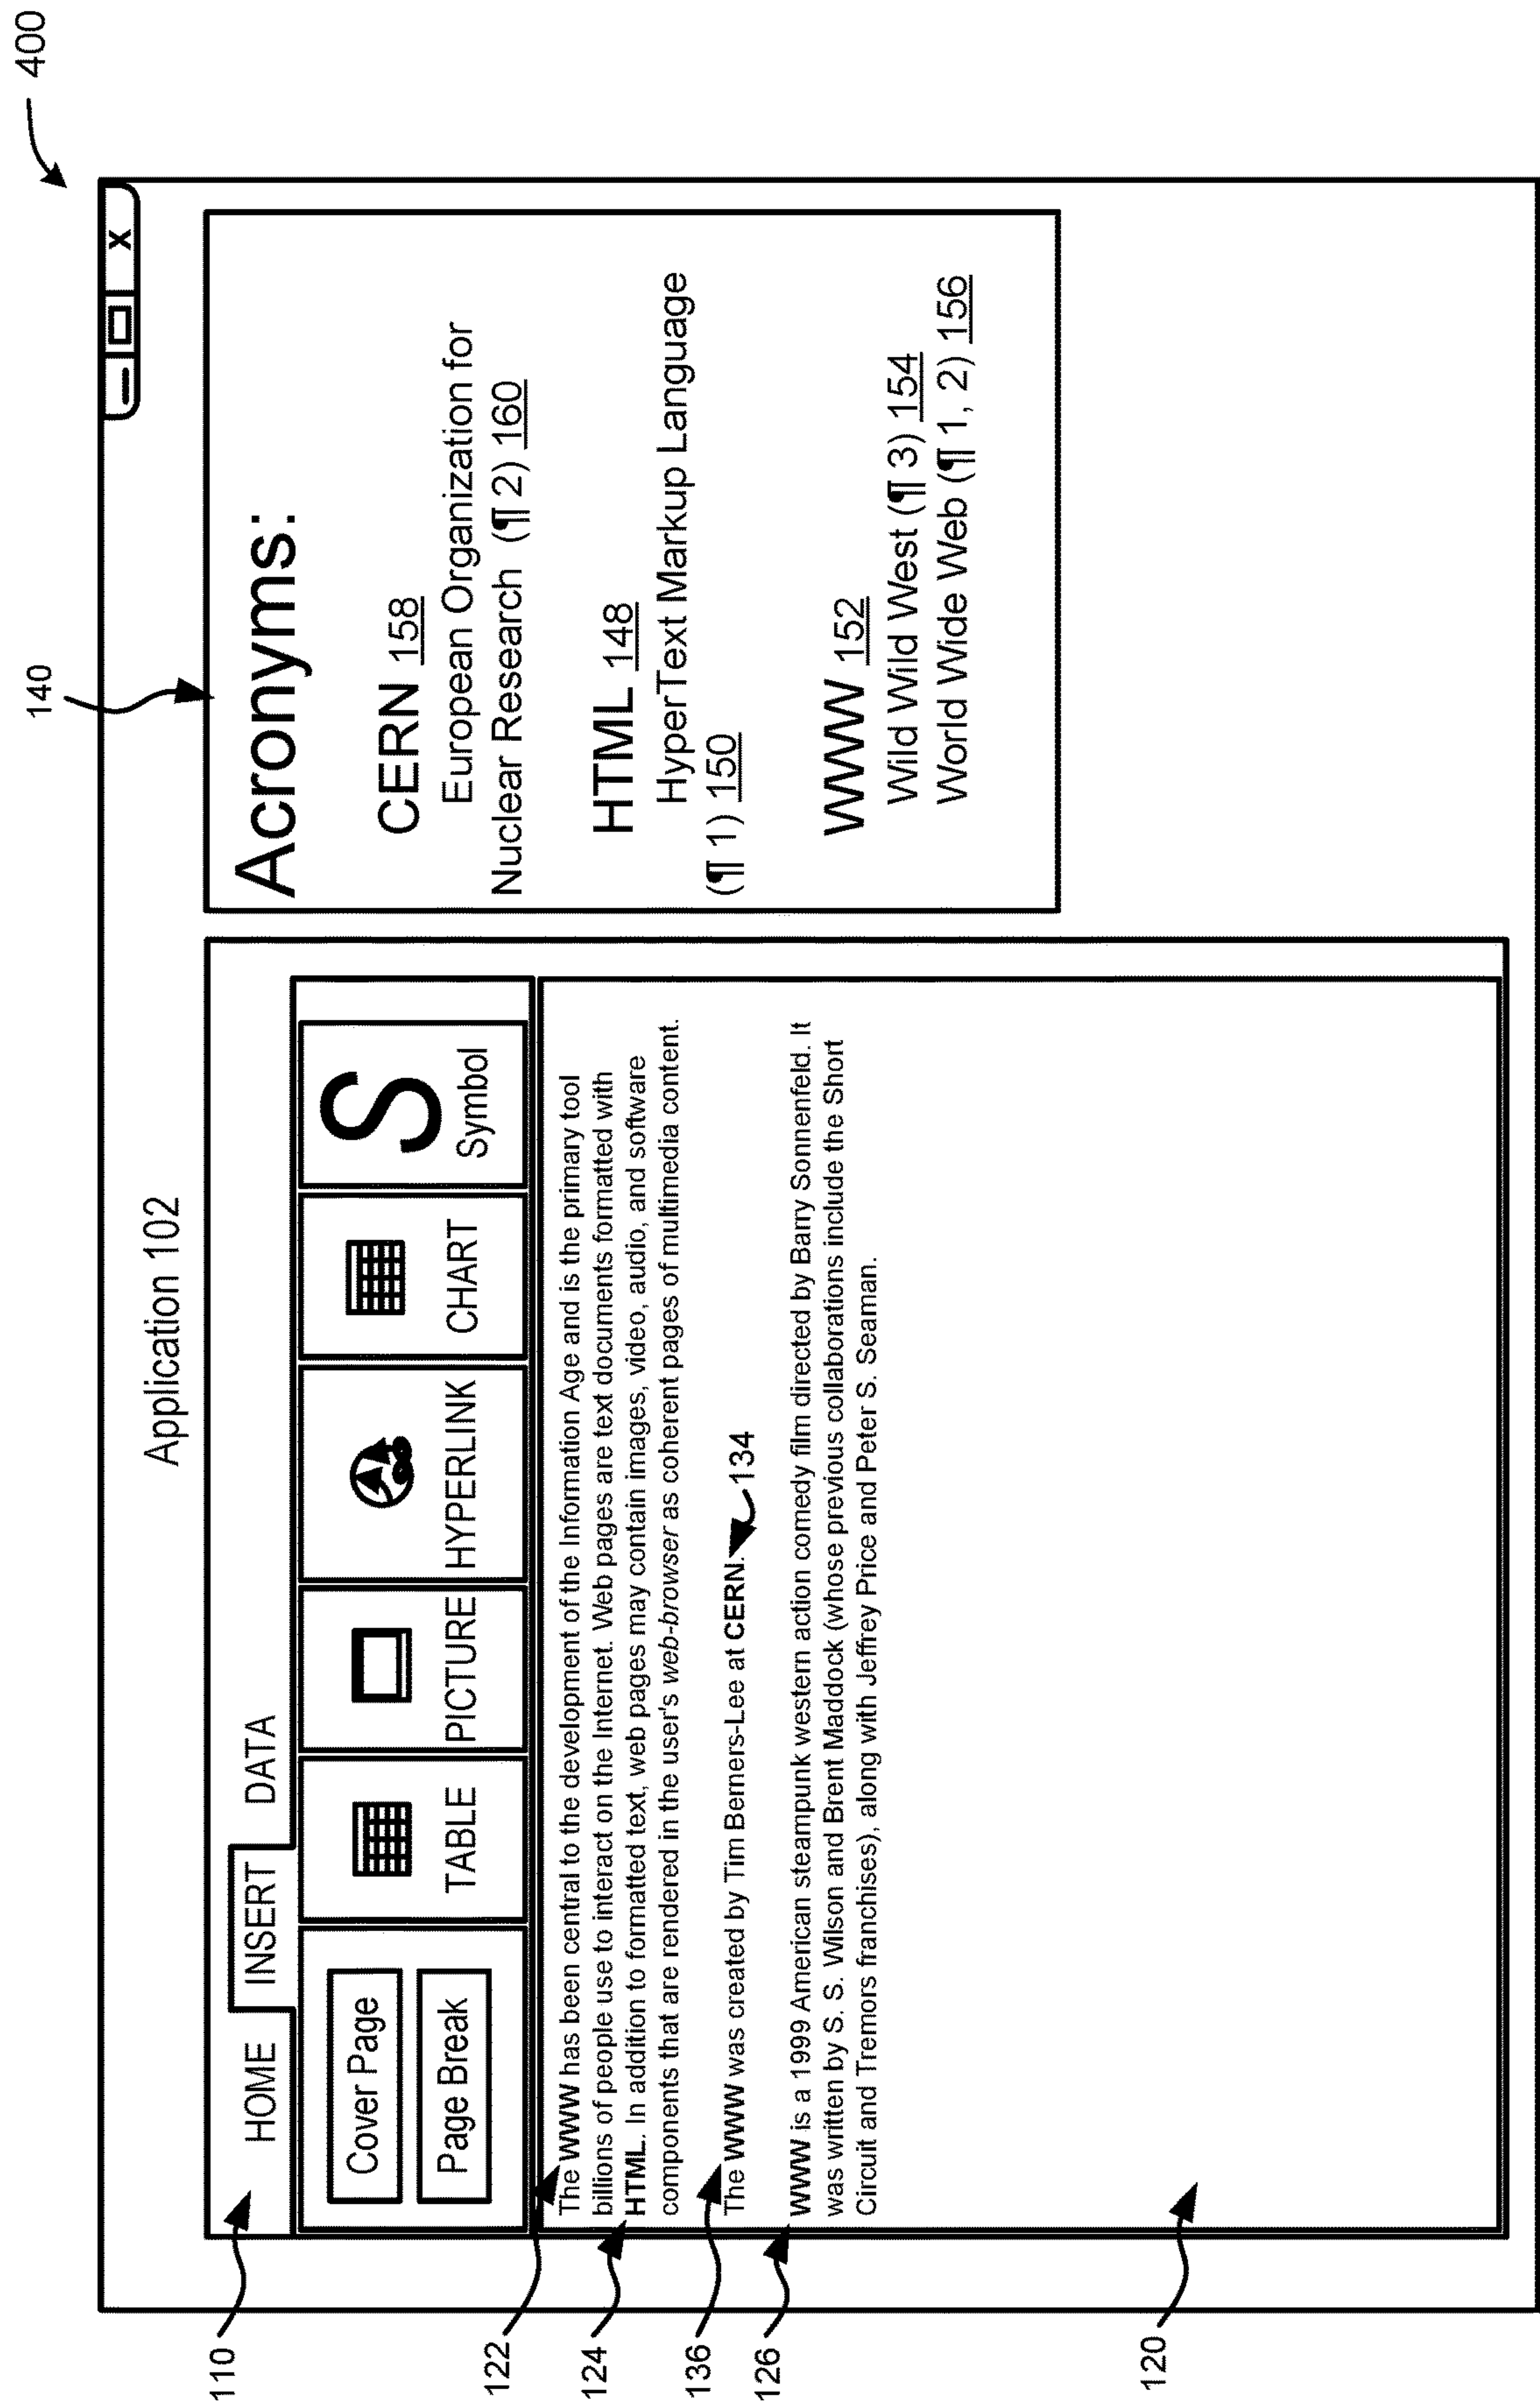 400
Application 102
140
110
HOME INSERT DATA
Cover Page
Page Break
TABLE
PICTURE
HYPERLINK
CHART
S
Symbol
X
122
The WWW has been central to the development of the Information Age and is the primary tool
billions of people use to interact on the Internet. Web pages are text documents formatted with
124
HTML. In addition to formatted text, web pages may contain images, video, audio, and software
components that are rendered in the user's web-browser as coherent pages of multimedia content.
136
The WWW was created by Tim Berners-Lee at CERN. 134
126
WWW is a 1999 American steampunk western action comedy film directed by Barry Sonnenfeld. It
was written by S. S. Wilson and Brent Maddock (whose previous collaborations include the Short
Circuit and Tremors franchises), along with Jeffrey Price and Peter S. Seaman.
120
Acronyms:
CERN 158
European Organization for
Nuclear Research (¶ 2) 160
HTML 148
HyperText Markup Language
(¶ 1) 150
WWW 152
Wild Wild West (¶ 3) 154
World Wide Web (¶ 1, 2) 156